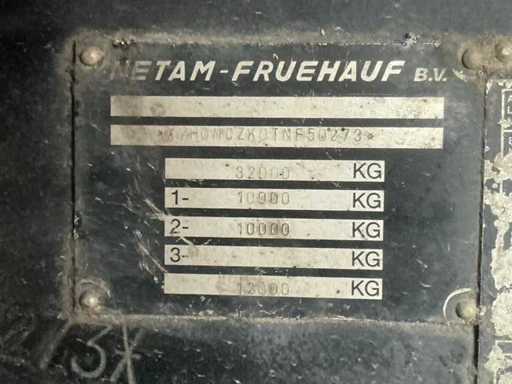 NETAM-FRUEHAUF B.V.
32000 KG
1- 10000 KG
2- 10000 KG
3- KG
12000 KG